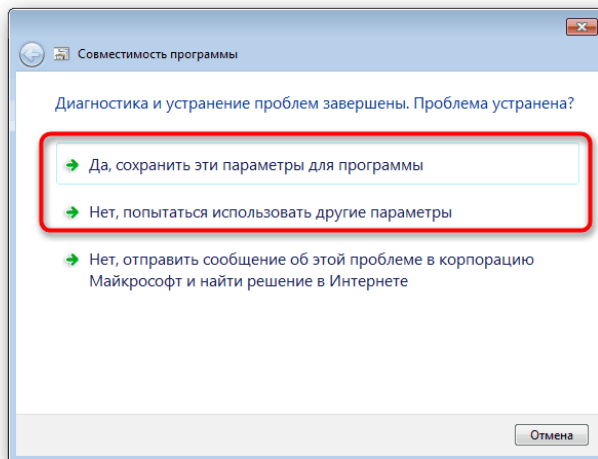 Совместимость программы
Диагностика и устранение проблем завершены. Проблема устранена?
Да, сохранить эти параметры для программы
Нет, попытаться использовать другие параметры
Нет, отправить сообщение об этой проблеме в корпорацию
Майкрософт и найти решение в Интернете
Отмена